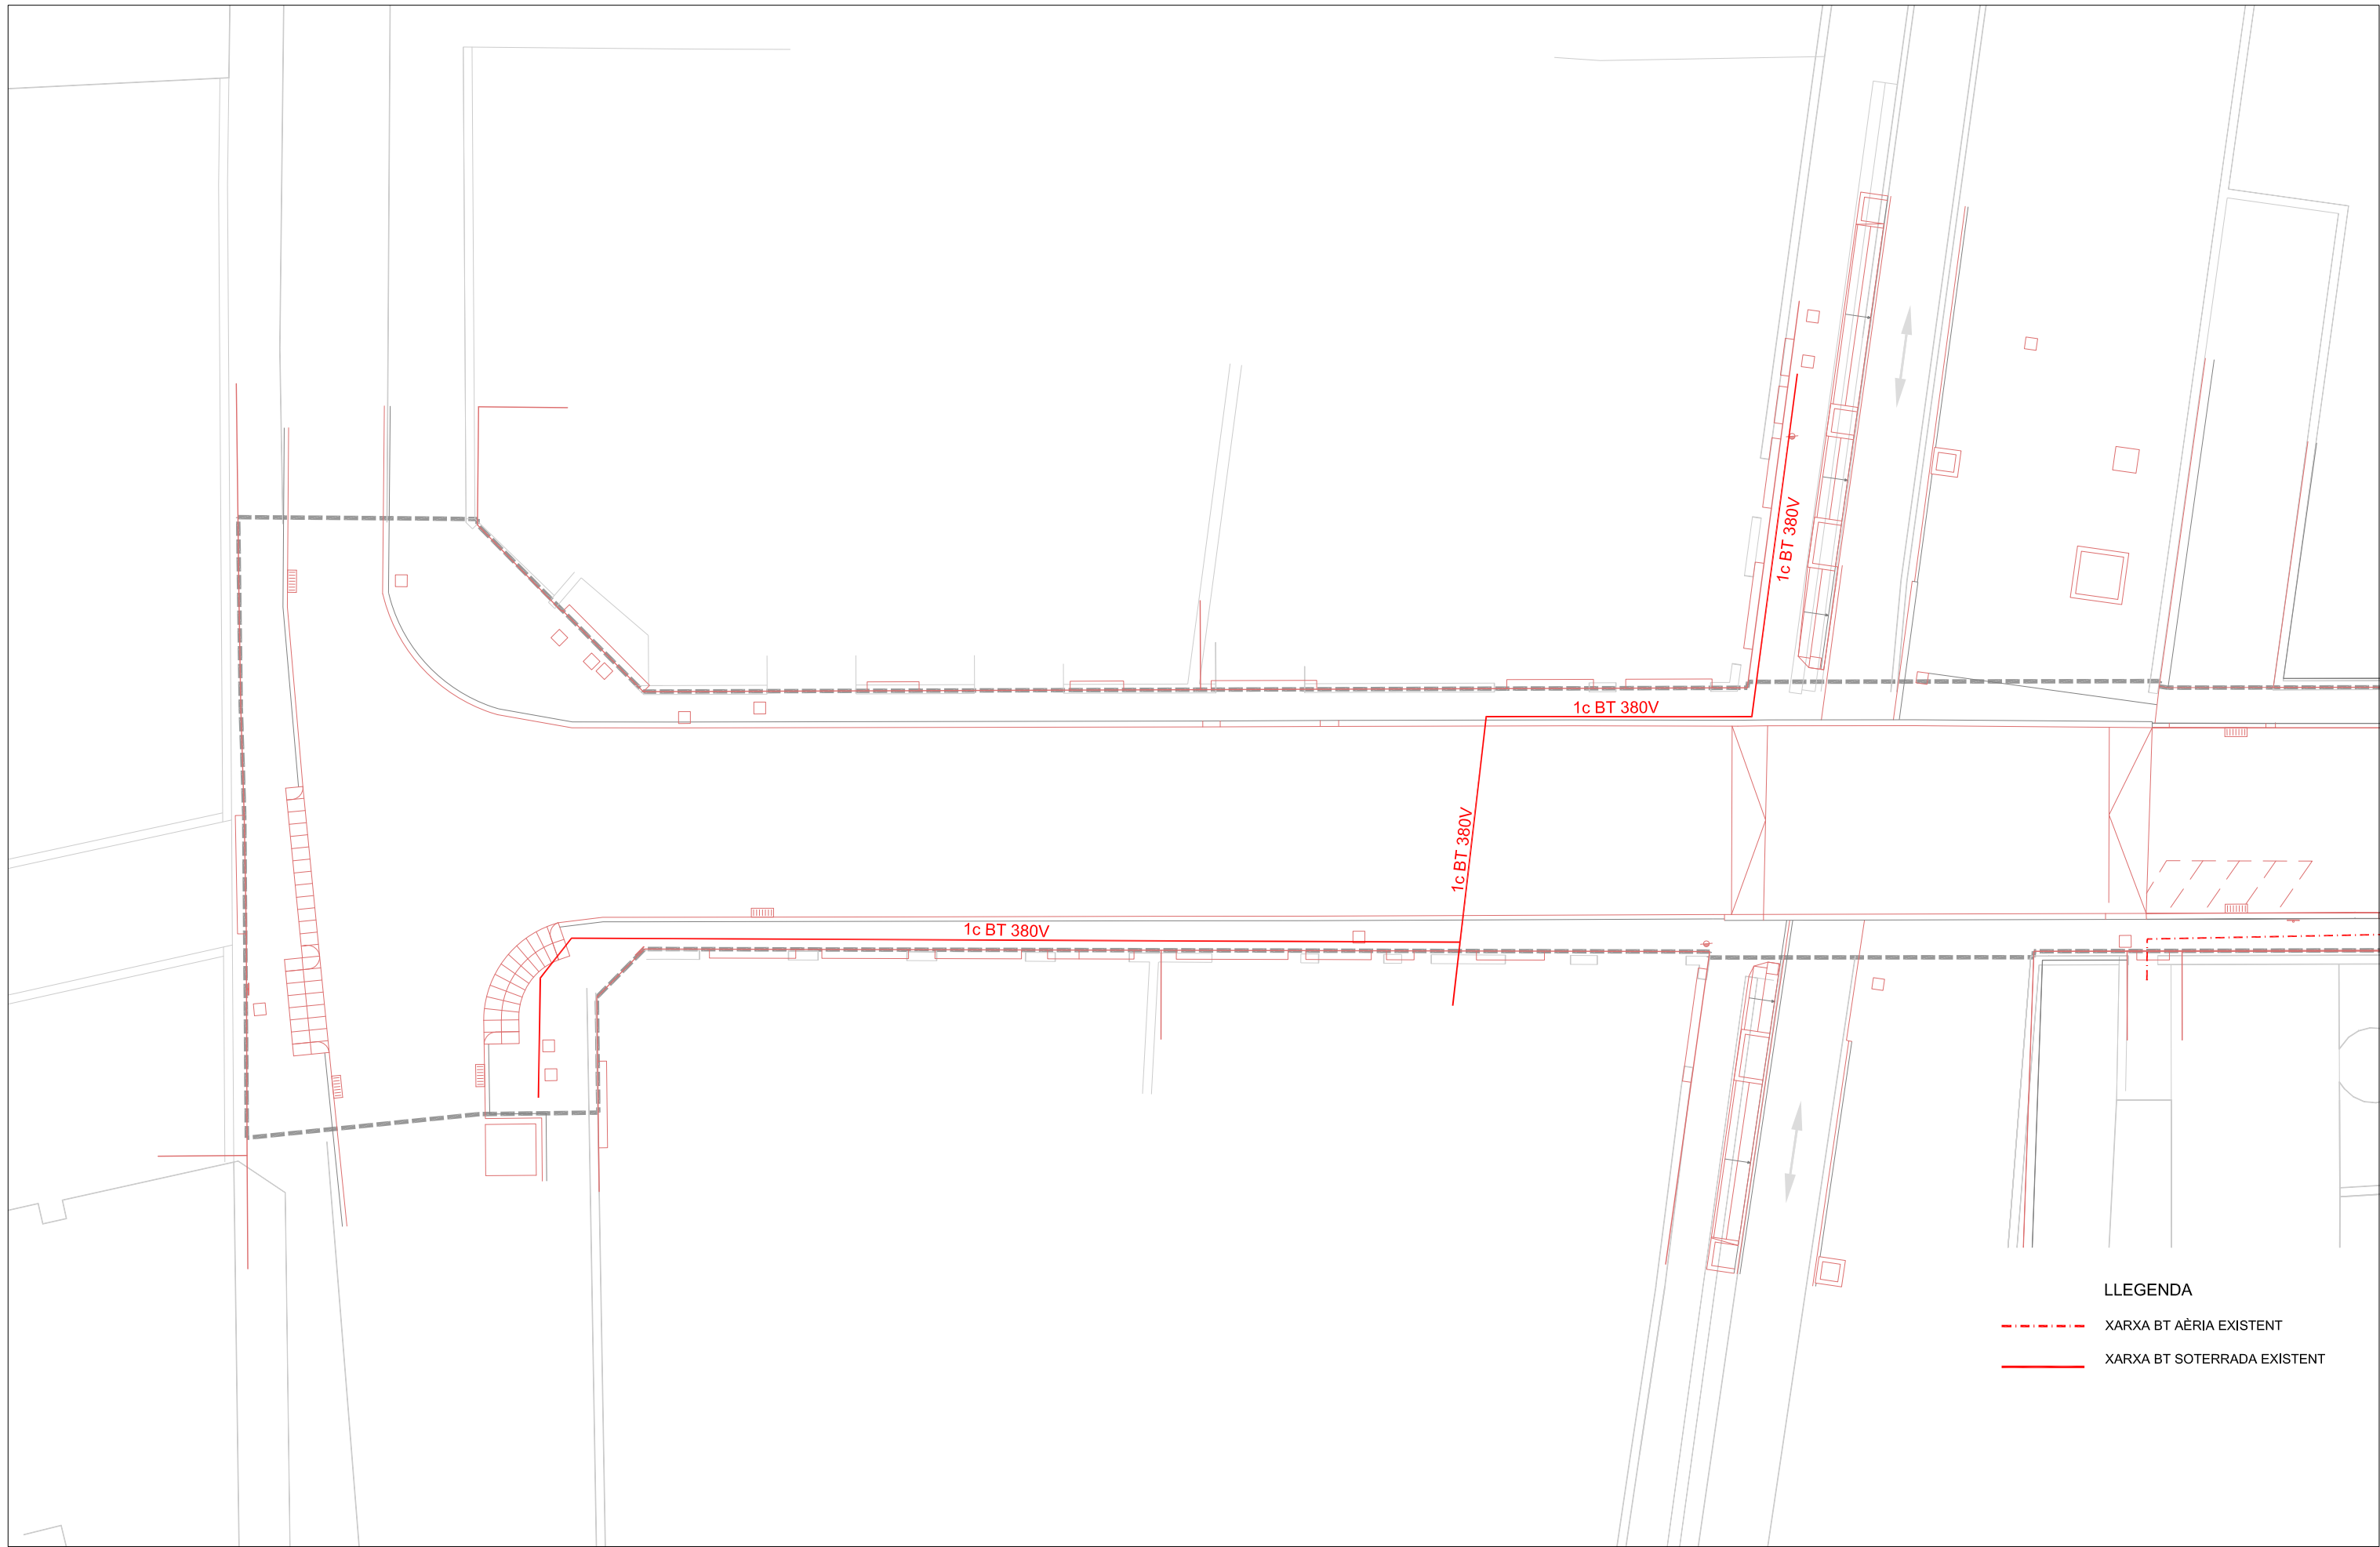 1c BT 380V
1c BT 380V
1c BT 380V
1c BT 380V
LLEGENDA
XARXA BT AÈRIA EXISTENT
XARXA BT SOTERRADA EXISTENT